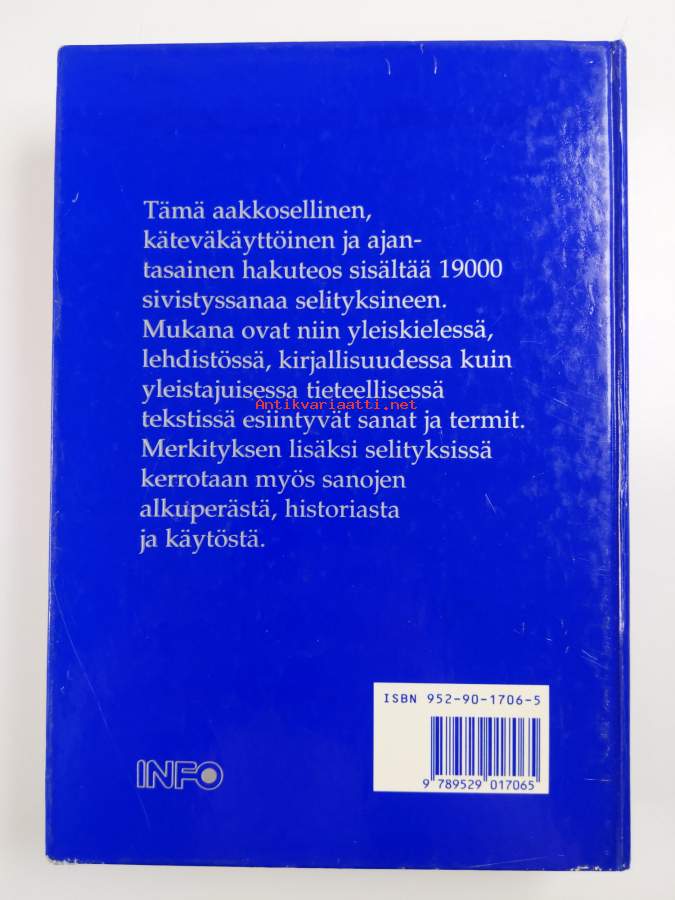 Tämä aakkosellinen,
käteväkäyttöinen ja ajan-
tasainen hakuteos sisältää 19000
sivistyssanaa selityksineen.
Mukana ovat niin yleiskielessä,
lehdistössä, kirjallisuudessa kuin
yleistajuisessa tieteellisessä
Antikvariaatti.net
tekstissä esiintyvät sanat ja termit.
Merkityksen lisäksi selityksissä
kerrotaan myös sanojen
alkuperästä, historiasta
ja käytöstä.
ISBN 952-90-1706-5
9 789529 017065
INFO